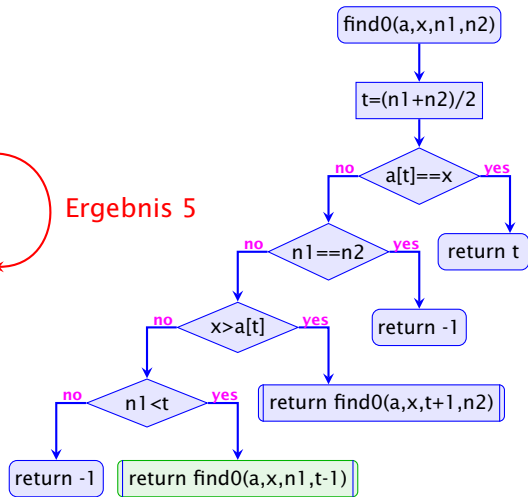 find0(a,x,n1,n2)
t=(n1+n2)/2
a[t]==x
no
yes
Ergebnis 5
n1==n2
return t
no
yes
x>a[t]
return -1
no
yes
n1<t
return find0(a,x,t+1,n2)
no
yes
return -1
return find0(a,x,n1,t-1)